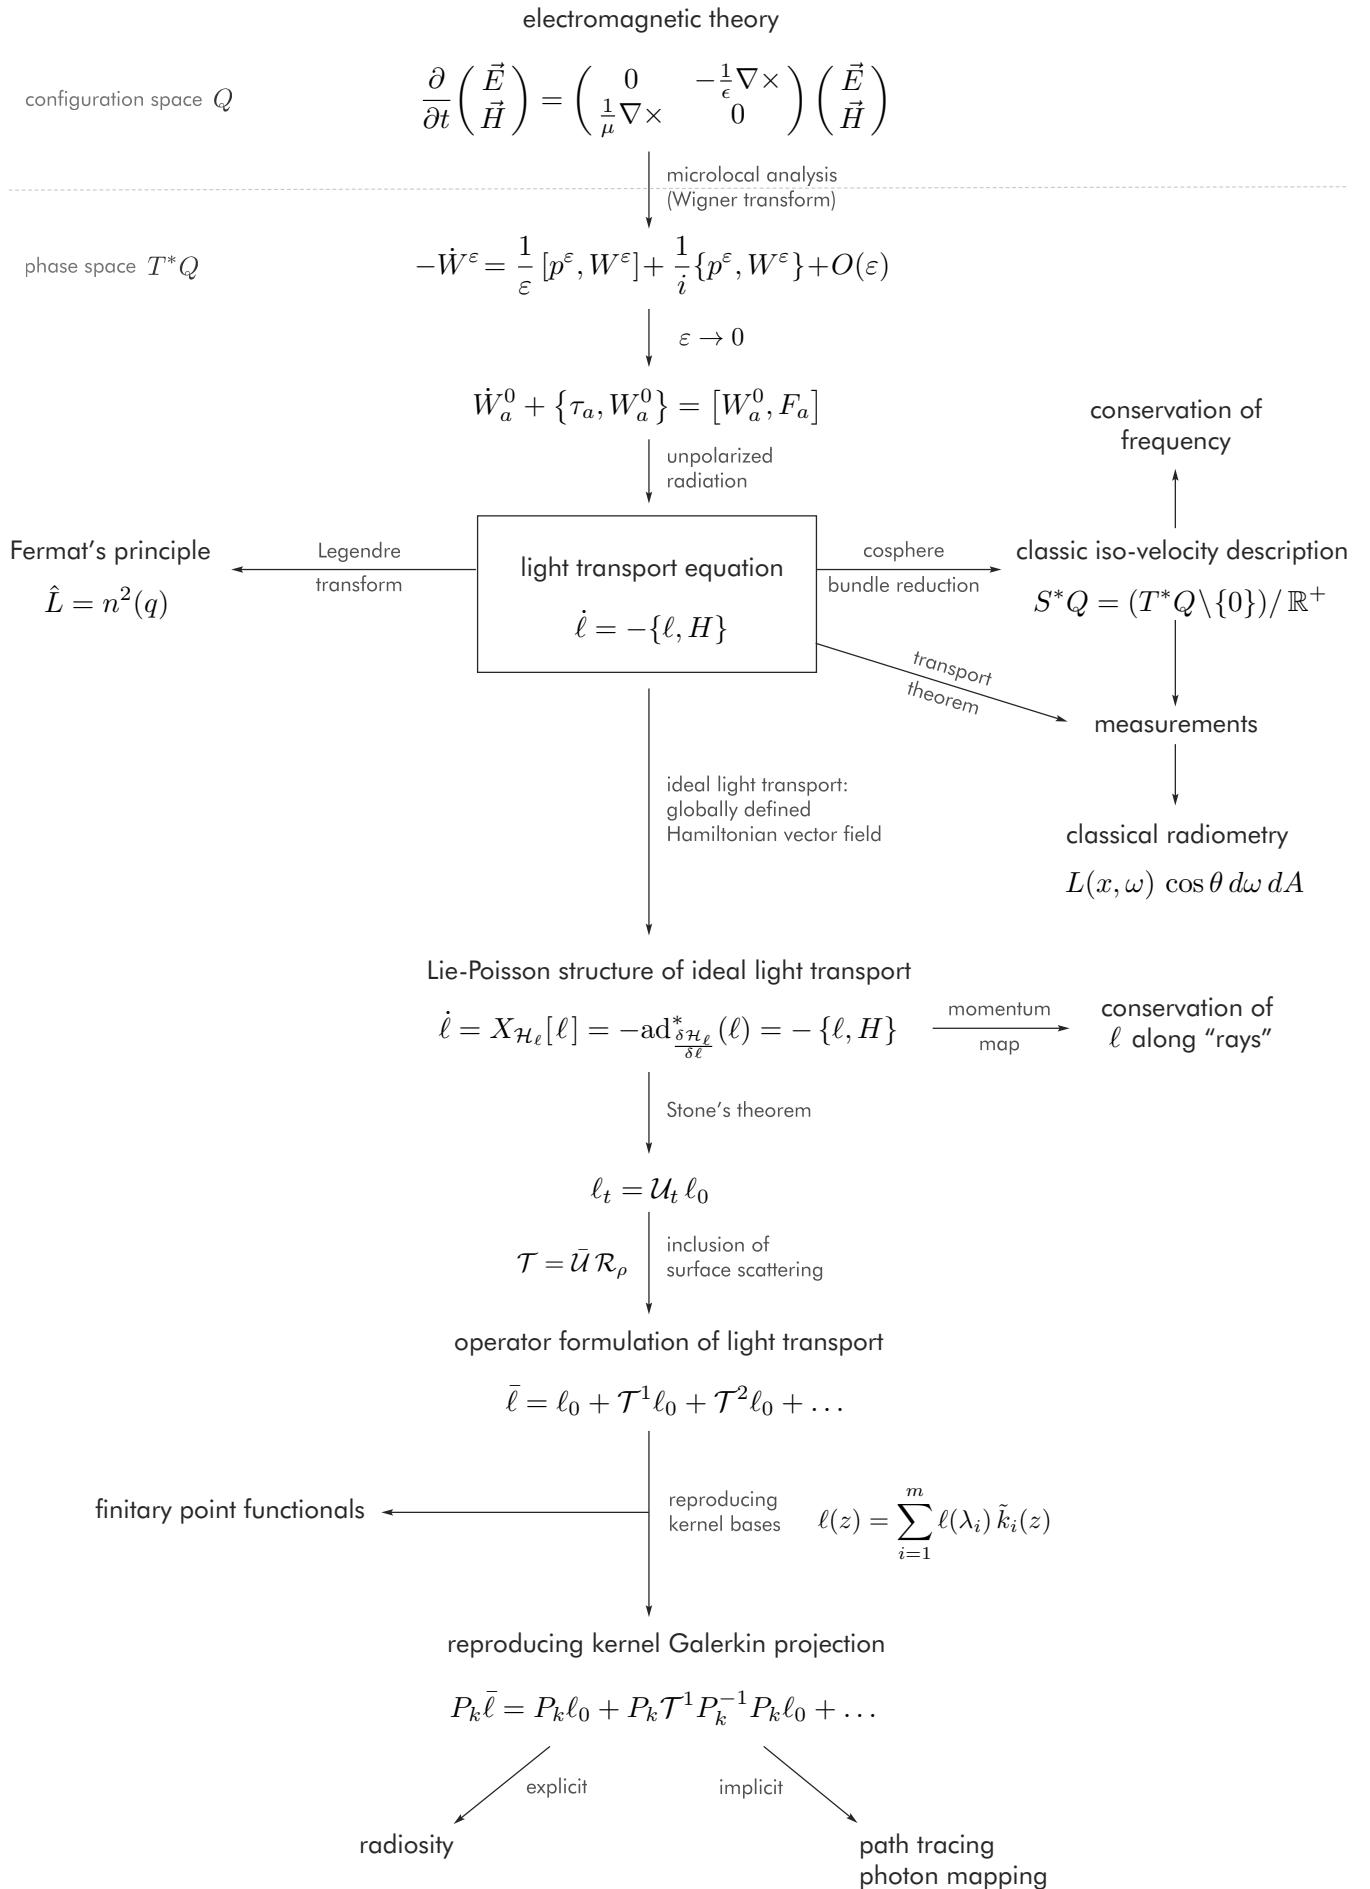 electromagnetic theory
configuration space Q
∂/∂t (E⃗ H⃗) = (0 −1/ϵ ∇× 1/μ ∇× 0) (E⃗ H⃗)
microlocal analysis
(Wigner transform)
phase space T*Q
−Ẇ^ε = 1/ε [p^ε, W^ε] + 1/i {p^ε, W^ε} + O(ε)
ε → 0
Ẇ_a^0 + {τ_a, W_a^0} = [W_a^0, F_a]
unpolarized
radiation
conservation of
frequency
Fermat's principle
L̂ = n²(q)
Legendre
transform
light transport equation
ℓ̇ = −{ℓ, H}
cosphere
bundle reduction
classic iso-velocity description
S*Q = (T*Q\{0})/ ℝ⁺
transport
theorem
measurements
ideal light transport:
globally defined
Hamiltonian vector field
classical radiometry
L(x, ω) cos θ dω dA
Lie-Poisson structure of ideal light transport
ℓ̇ = X_{ℋ_ℓ}[ℓ] = −ad*_{δℋ_ℓ/δℓ}(ℓ) = −{ℓ, H}
momentum
map
conservation of
ℓ along “rays”
Stone's theorem
ℓ_t = 𝒰_t ℓ_0
𝒯 = 𝒰̄ ℛ_ρ
inclusion of
surface scattering
operator formulation of light transport
ℓ̄ = ℓ_0 + 𝒯¹ℓ_0 + 𝒯²ℓ_0 + ...
finitary point functionals
reproducing
kernel bases
ℓ(z) = ∑_{i=1}^{m} ℓ(λ_i) k̃_i(z)
reproducing kernel Galerkin projection
P_k ℓ̄ = P_k ℓ_0 + P_k 𝒯¹ P_k^{−1} P_k ℓ_0 + ...
explicit
implicit
radiosity
path tracing
photon mapping